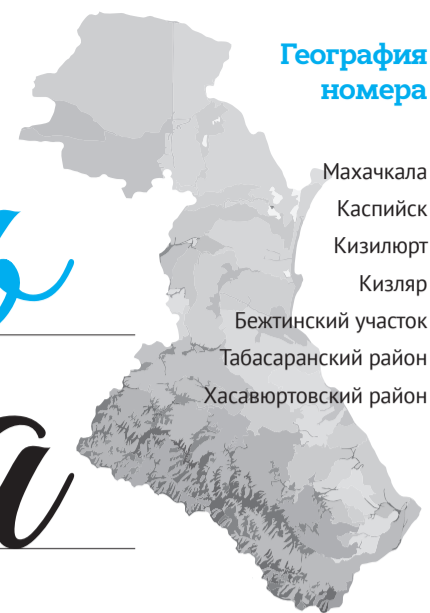 География
номера
Махачкала
Каспийск
Кизилюрт
Кизляр
Бежтинский участок
Табасаранский район
Хасавюртовский район
ь
а